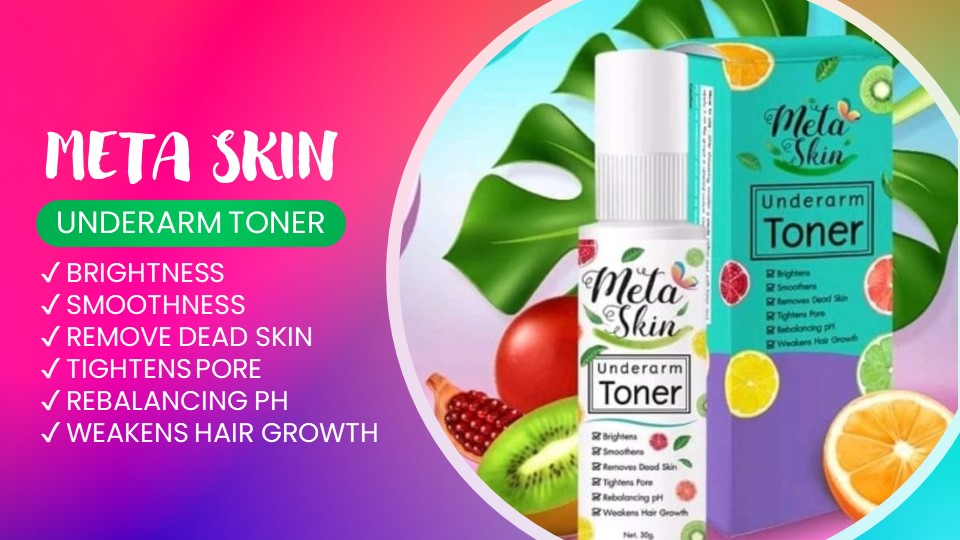 META SKIN
UNDERARM TONER
✓ BRIGHTNESS
✓ SMOOTHNESS
✓ REMOVE DEAD SKIN
✓ TIGHTENS PORE
✓ REBALANCING PH
✓ WEAKENS HAIR GROWTH
Meta
Skin
Underarm
Toner
Brightens
Smoothens
Removes Dead Skin
Tightens Pore
Rebalancing pH
Weakens Hair Growth
Net. 30g.
Meta
Skin
Underarm
Toner
Brightens
Smoothens
Removes Dead Skin
Tightens Pore
Rebalancing pH
Weakens Hair Growth